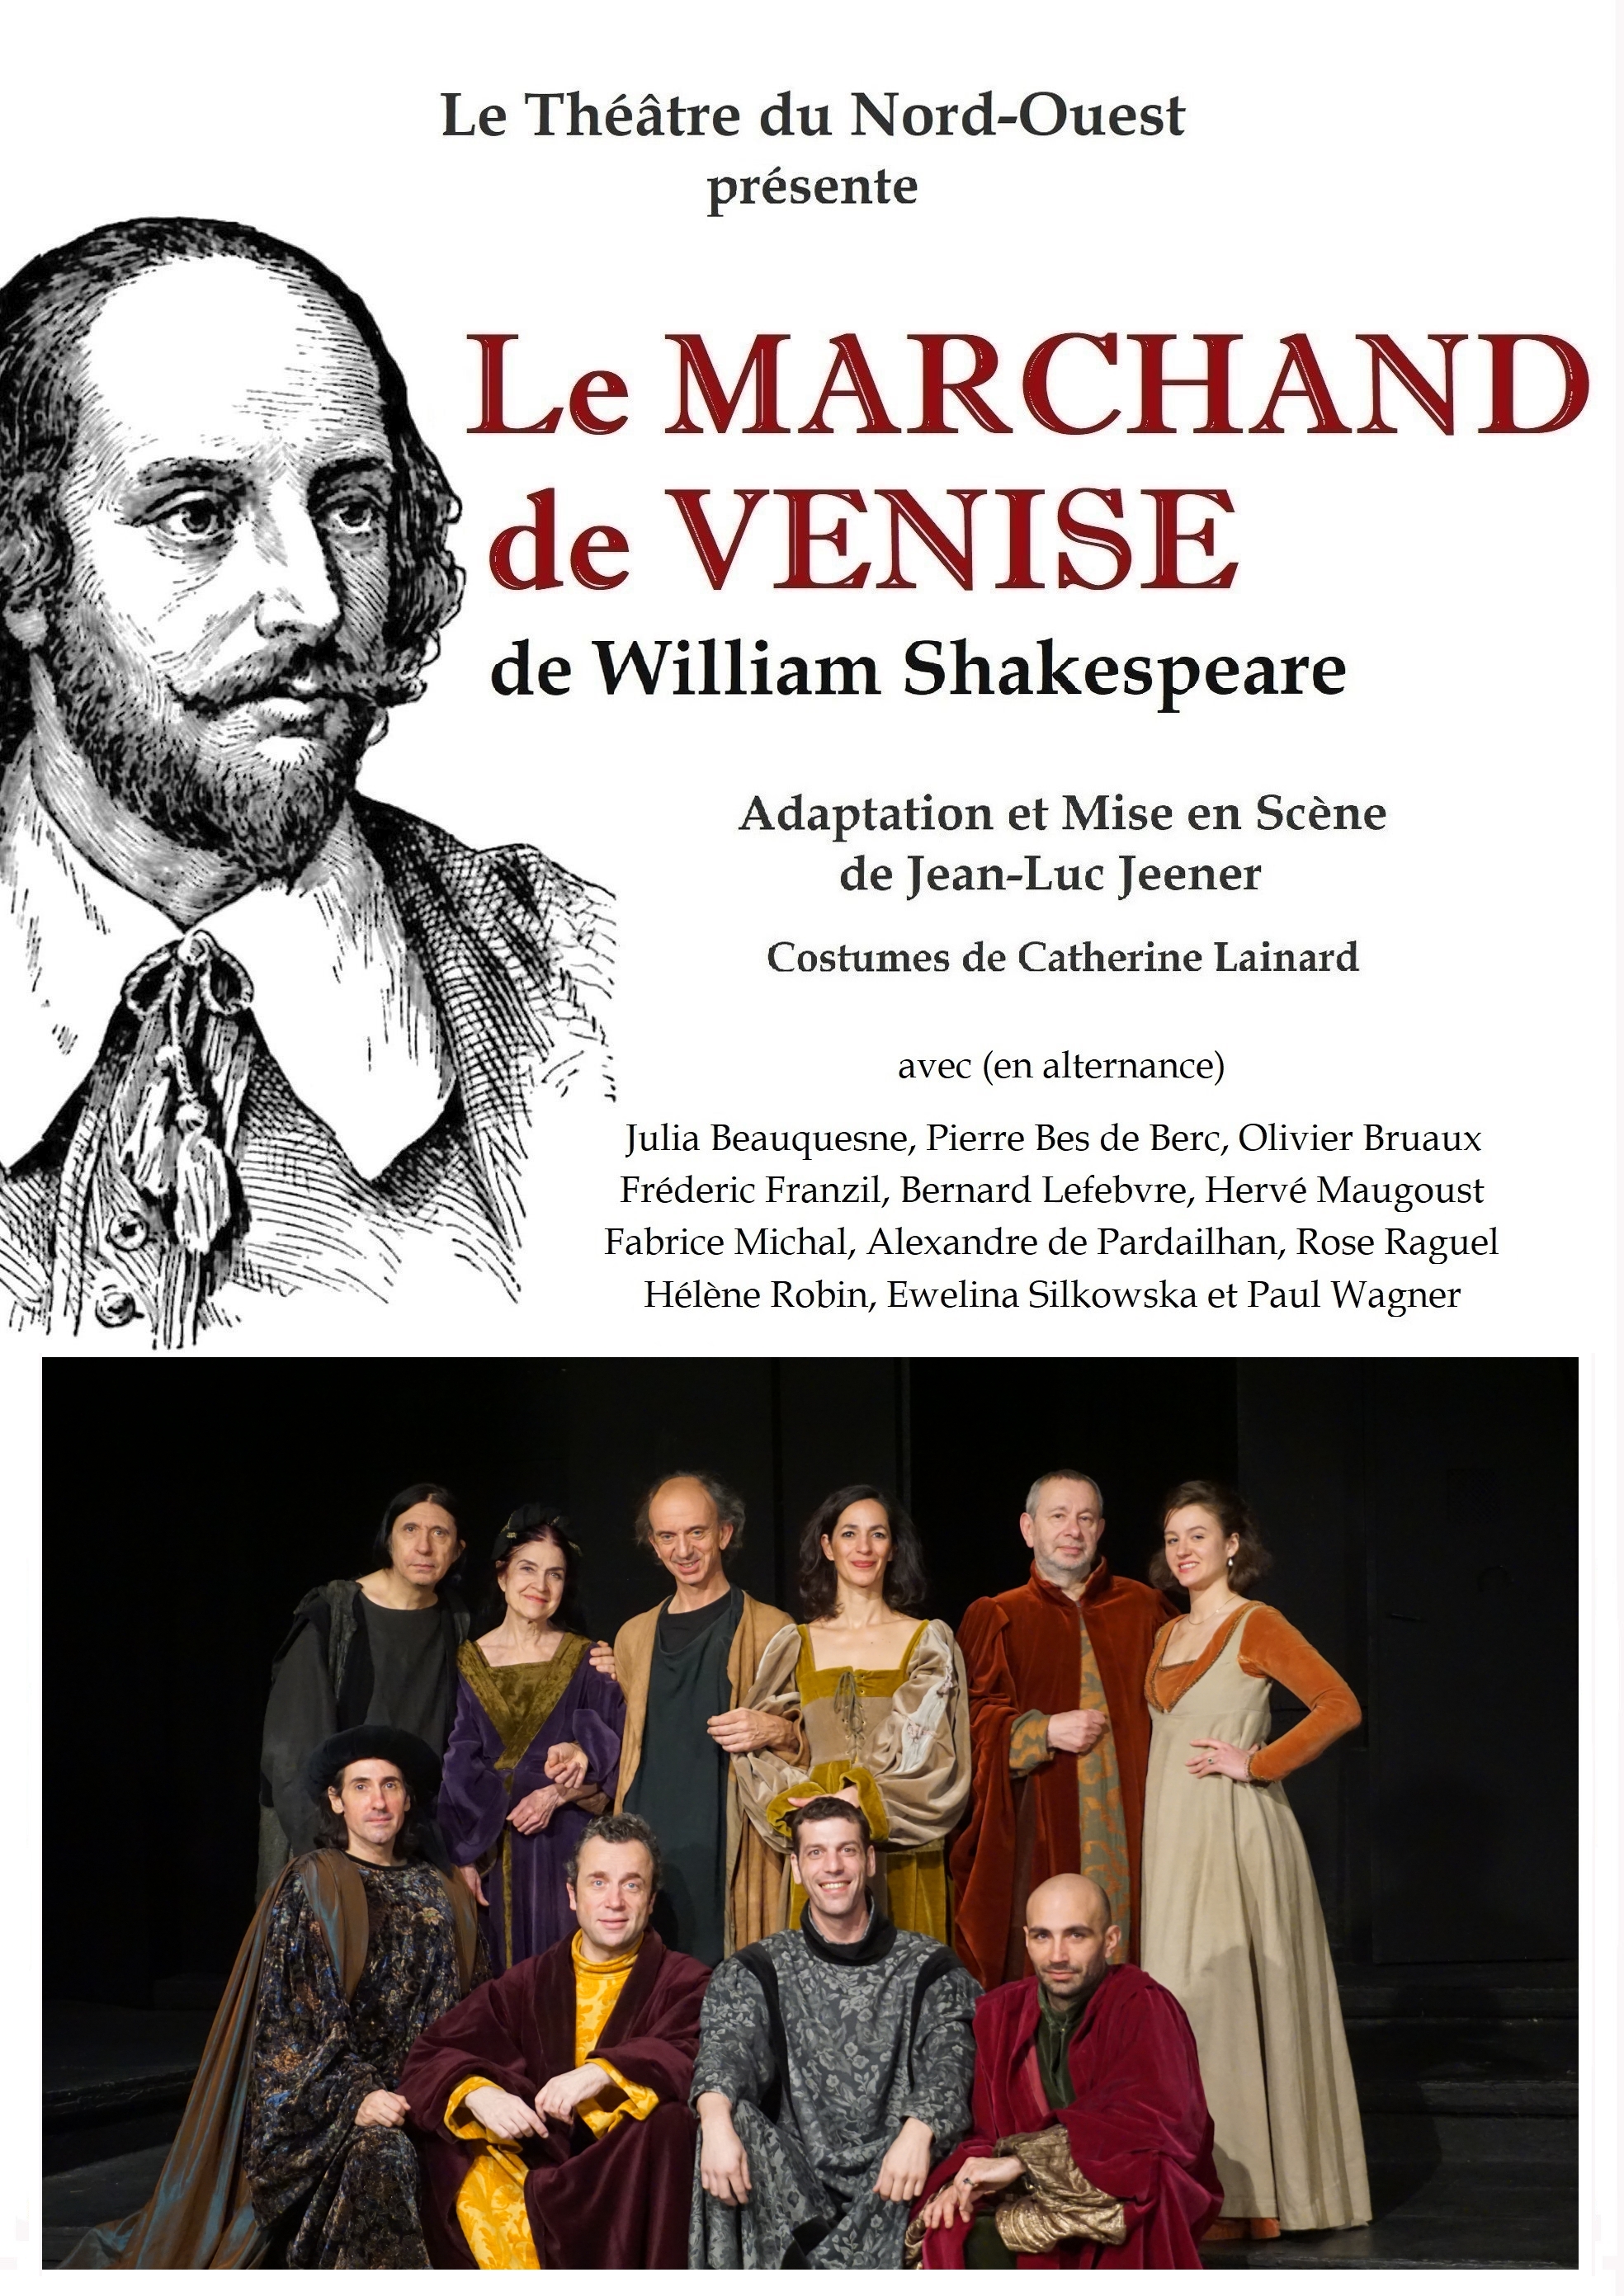 Le Théâtre du Nord-Ouest
présente
Le MARCHAND
de VENISE
de William Shakespeare
Adaptation et Mise en Scène
de Jean-Luc Jeener
Costumes de Catherine Lainard
avec (en alternance)
Julia Beauquesne, Pierre Bes de Berc, Olivier Bruaux
Fréderic Franzil, Bernard Lefebvre, Hervé Maugoust
Fabrice Michal, Alexandre de Pardailhan, Rose Raguel
Hélène Robin, Ewelina Silkowska et Paul Wagner